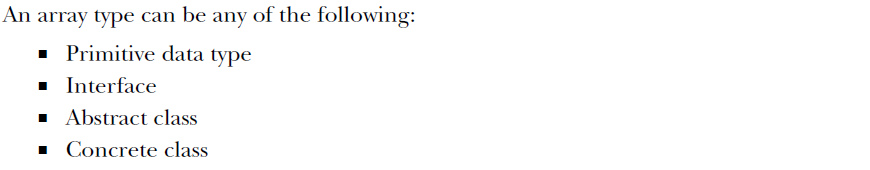 An array type can be any of the following:
▪ Primitive data type
▪ Interface
▪ Abstract class
▪ Concrete class